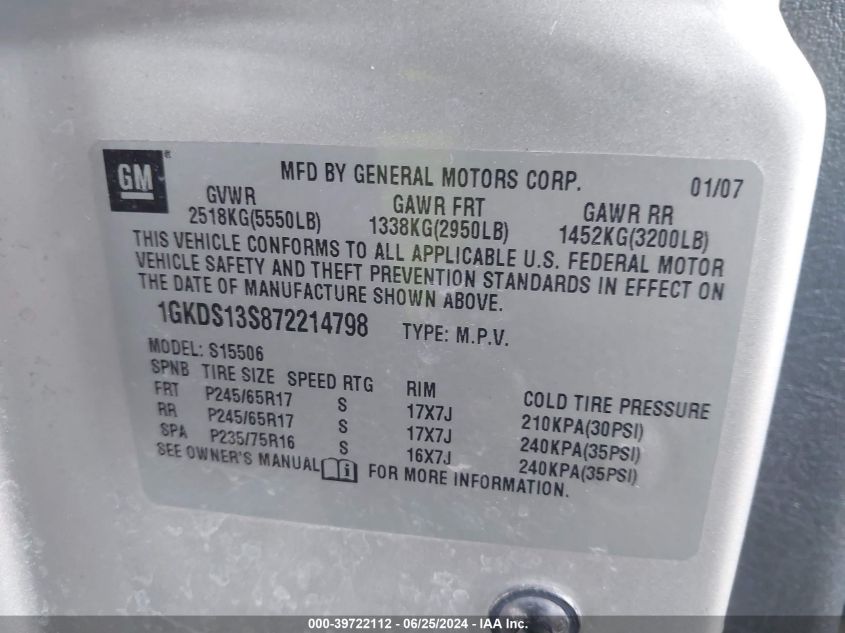 GM®
MFD BY GENERAL MOTORS CORP. 01/07
GVWR GAWR FRT GAWR RR
2518KG(5550LB) 1338KG(2950LB) 1452KG(3200LB)
THIS VEHICLE CONFORMS TO ALL APPLICABLE U.S. FEDERAL MOTOR
VEHICLE SAFETY AND THEFT PREVENTION STANDARDS IN EFFECT ON
THE DATE OF MANUFACTURE SHOWN ABOVE.
1GKDS13S872214798 TYPE: M.P.V.
MODEL: S15506
SPNB TIRE SIZE SPEED RTG RIM COLD TIRE PRESSURE
FRT P245/65R17 S 17X7J 210KPA(30PSI)
RR P245/65R17 S 17X7J 240KPA(35PSI)
SPA P235/75R16 S 16X7J 240KPA(35PSI)
SEE OWNER'S MANUAL i FOR MORE INFORMATION.
000-39722112 - 06/25/2024 - IAA Inc.